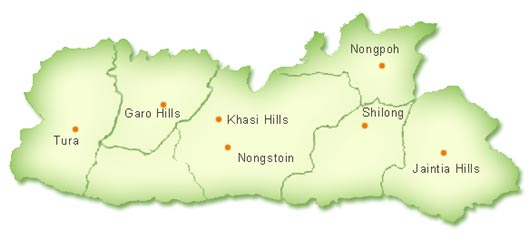 Nongpoh
Garo Hills
Khasi Hills
Shilong
Tura
Nongstoin
Jaintia Hills